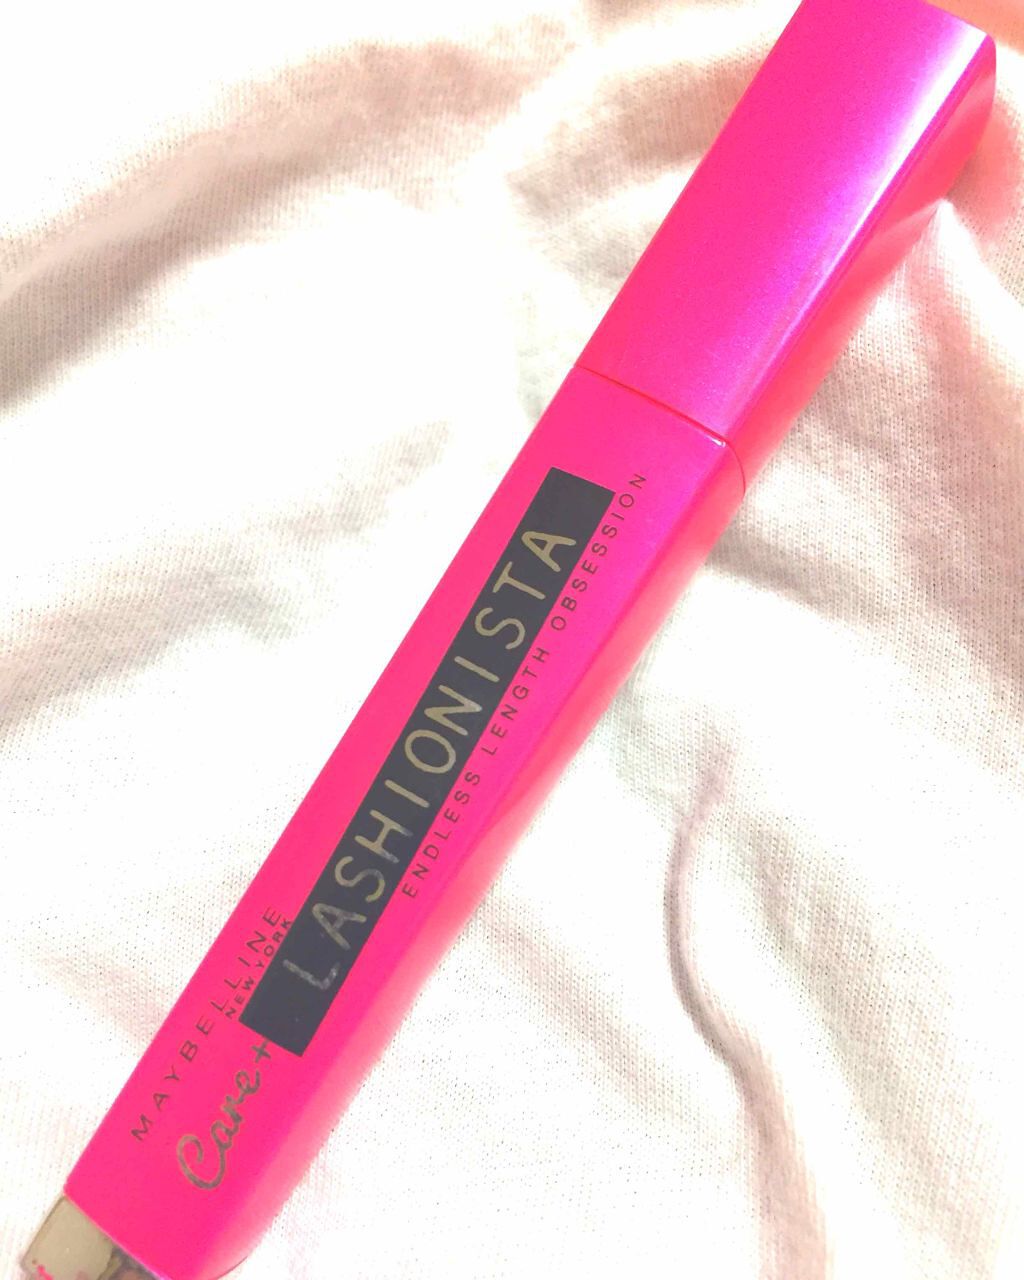 MAYBELLINE
NEW YORK
Care+
LASHIONISTA
ENDLESS LENGTH OBSESSION